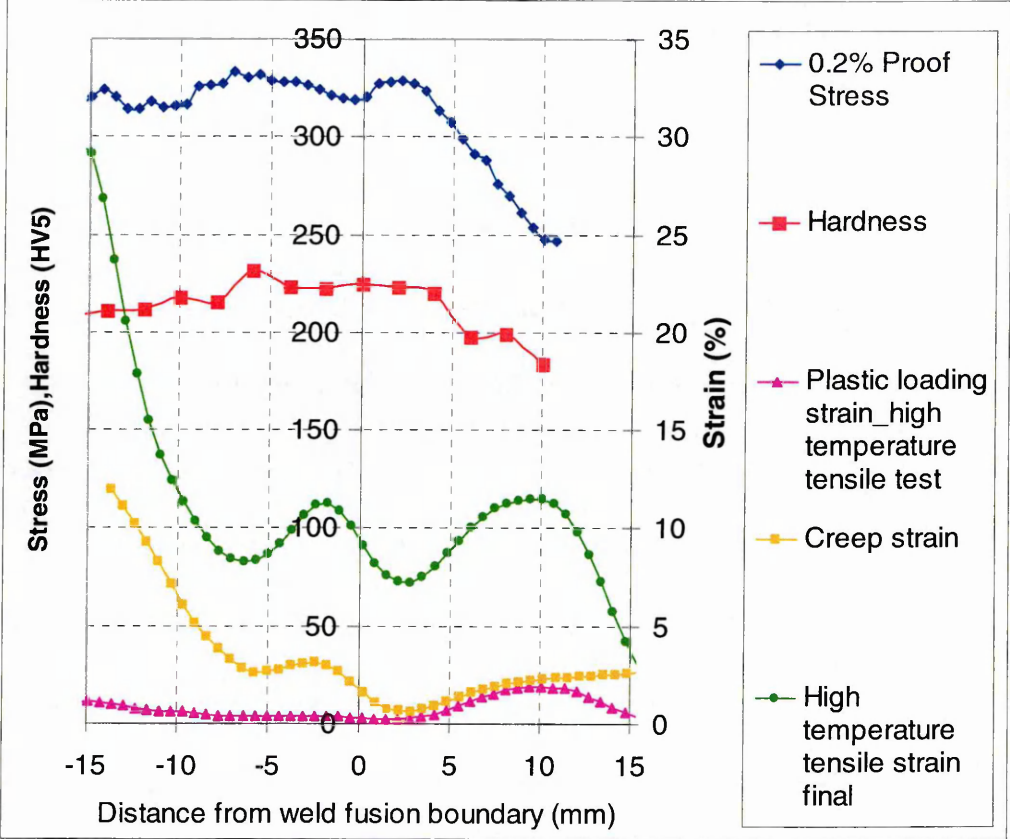 350
300
250
200
150
100
50
0
35
30
25
20
15
10
5
0
-15
-10
-5
0
5
10
15
Stress (MPa),Hardness (HV5)
Strain (%)
Distance from weld fusion boundary (mm)
0.2% Proof
Stress
Hardness
Plastic loading
strain_high
temperature
tensile test
Creep strain
High
temperature
tensile strain
final